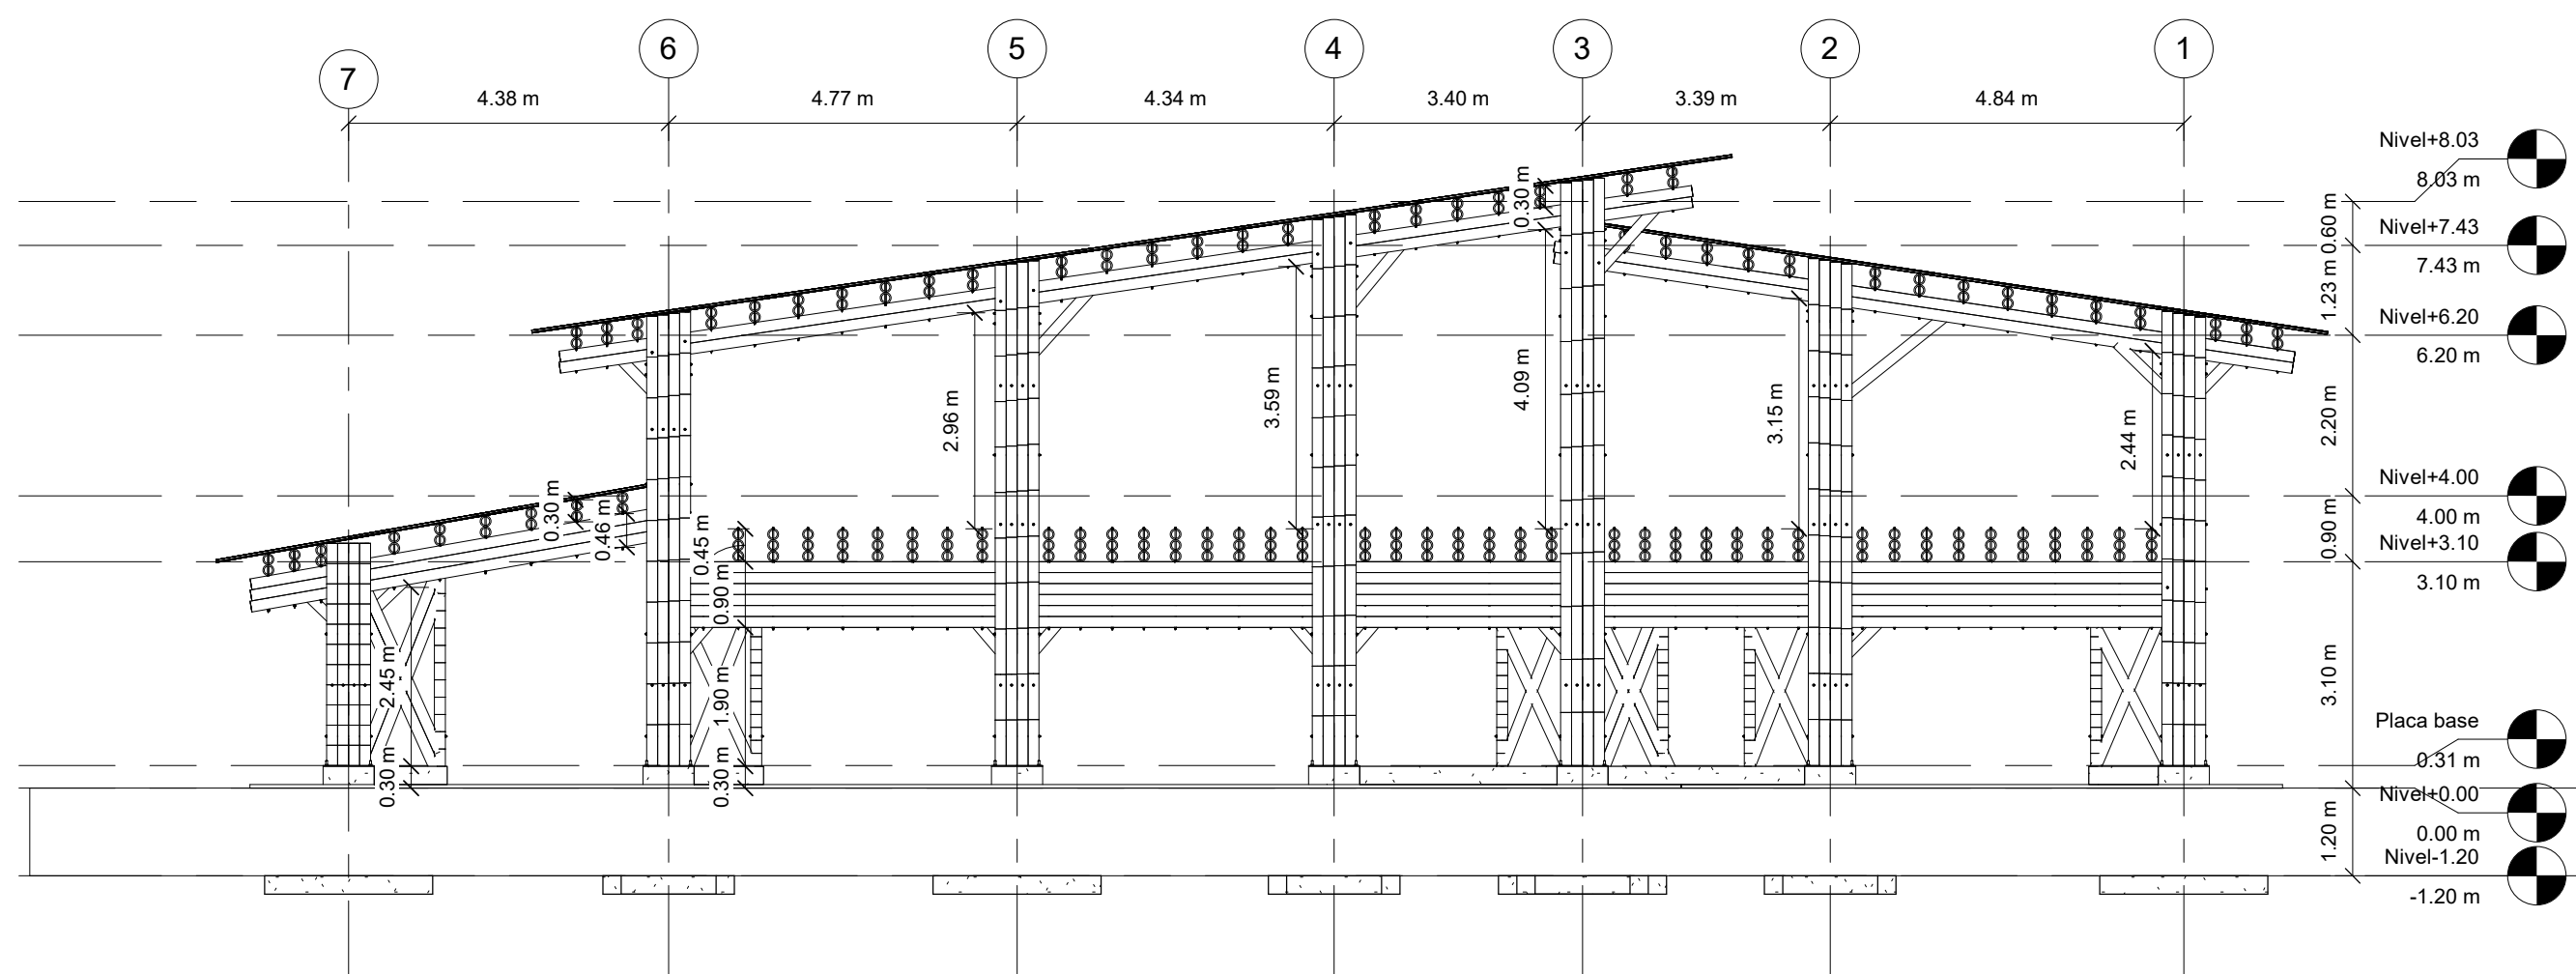 7
6
5
4
3
2
1
4.38 m
4.77 m
4.34 m
3.40 m
3.39 m
4.84 m
Nivel+8.03
8.03 m
0.60 m
Nivel+7.43
7.43 m
1.23 m
Nivel+6.20
6.20 m
2.20 m
Nivel+4.00
4.00 m
0.90 m
Nivel+3.10
3.10 m
3.10 m
Placa base
0.31 m
Nivel+0.00
0.00 m
1.20 m
Nivel-1.20
-1.20 m
0.30 m
2.96 m
3.59 m
4.09 m
3.15 m
2.44 m
0.30 m
0.46 m
0.45 m
0.90 m
2.45 m
1.90 m
0.30 m
0.30 m